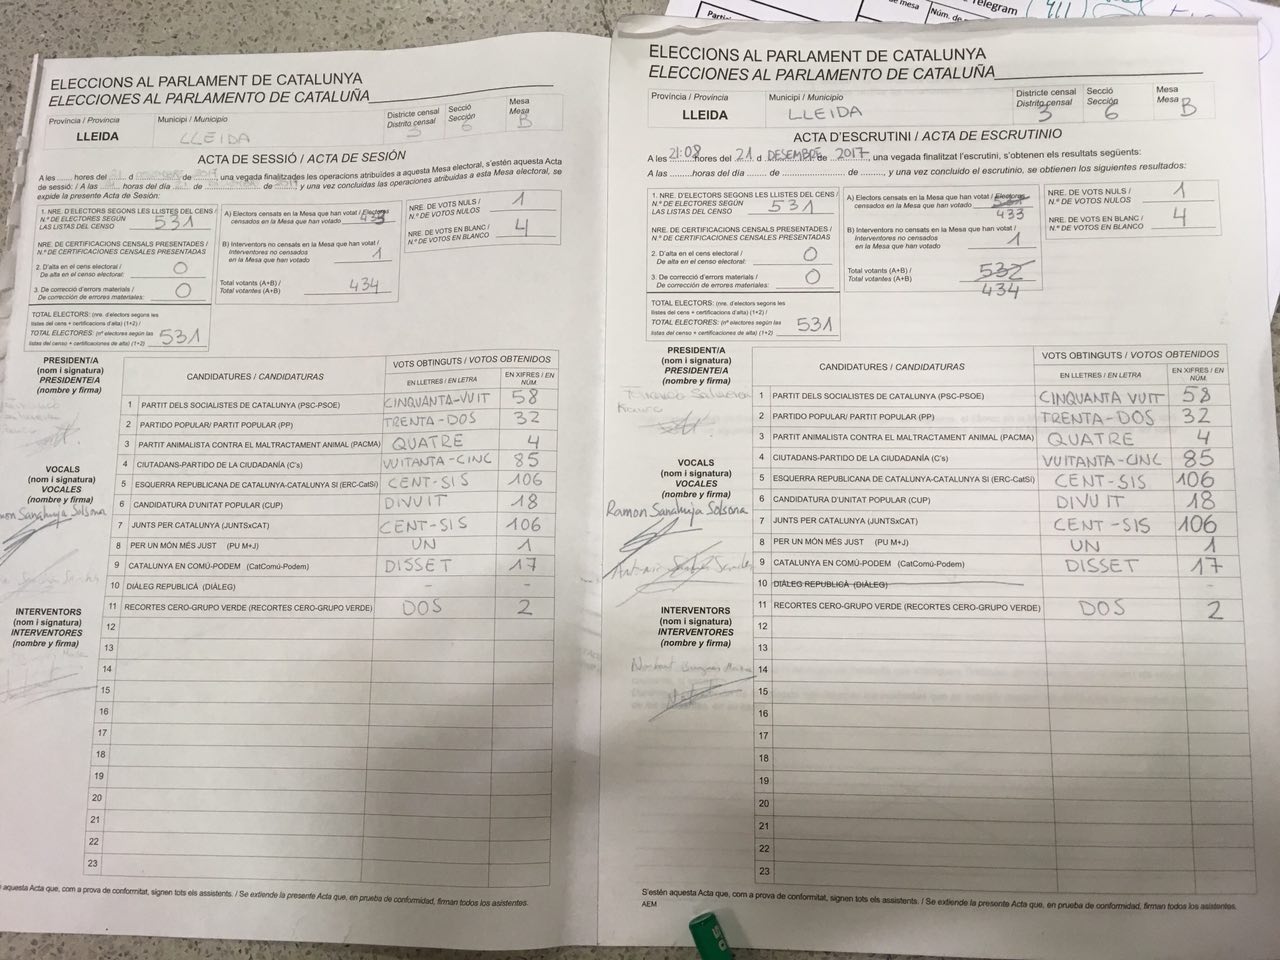 Telegram
Núm. de
de mesa
ELECCIONS AL PARLAMENT DE CATALUNYA
ELECCIONES AL PARLAMENTO DE CATALUÑA
Província / Provincia
LLEIDA
Municipi / Municipio
LLEIDA
Districte censal
Distrito censal
3
Secció
Sección
6
Mesa
Mesa
B
ACTA DE SESSIÓ / ACTA DE SESIÓN
A les hores del d de 2017, una vegada finalitzades les operacions atribuïdes a aquesta Mesa electoral, s'estén aquesta Acta
de sessió: / A las horas del día de 2017 y una vez concluidas las operaciones atribuidas a esta Mesa electoral, se
expide la presente Acta de Sesión:
1. NRE. D'ELECTORS SEGONS LES LLISTES DEL CENS /
N.º DE ELECTORES SEGÚN
LAS LISTAS DEL CENSO 531
NRE. DE CERTIFICACIONS CENSALS PRESENTADES /
N.º DE CERTIFICACIONES CENSALES PRESENTADAS
2. D'alta en el cens electoral /
De alta en el censo electoral: 0
3. De correcció d'errors materials /
De corrección de errores materiales: 0
TOTAL ELECTORS: (nre. d'electors segons les
llistes del cens + certificacions d'alta) (1+2) /
TOTAL ELECTORES: (nº electores según las
listas del censo + certificaciones de alta) (1+2) 531
A) Electors censats en la Mesa que han votat / Electores
censados en la Mesa que han votado 433
B) Interventors no censats en la Mesa que han votat /
Interventores no censados
en la Mesa que han votado 1
Total votants (A+B) /
Total votantes (A+B) 434
NRE. DE VOTS NULS /
N.º DE VOTOS NULOS 1
NRE. DE VOTS EN BLANC /
N.º DE VOTOS EN BLANCO 4
PRESIDENT/A
(nom i signatura)
PRESIDENTE/A
(nombre y firma)
VOCALS
(nom i signatura)
VOCALES
(nombre y firma)
Sanahuja Solsona
INTERVENTORS
(nom i signatura)
INTERVENTORES
(nombre y firma)
CANDIDATURES / CANDIDATURAS
VOTS OBTINGUTS / VOTOS OBTENIDOS
EN LLETRES / EN LETRA
EN XIFRES / EN NÚM.
1 PARTIT DELS SOCIALISTES DE CATALUNYA (PSC-PSOE) CINQUANTA-VUIT 58
2 PARTIDO POPULAR/ PARTIT POPULAR (PP) TRENTA-DOS 32
3 PARTIT ANIMALISTA CONTRA EL MALTRACTAMENT ANIMAL (PACMA) QUATRE 4
4 CIUTADANS-PARTIDO DE LA CIUDADANÍA (C's) VUITANTA-CINC 85
5 ESQUERRA REPUBLICANA DE CATALUNYA-CATALUNYA SÍ (ERC-CatSí) CENT-SIS 106
6 CANDIDATURA D'UNITAT POPULAR (CUP) DIVUIT 18
7 JUNTS PER CATALUNYA (JUNTSxCAT) CENT-SIS 106
8 PER UN MÓN MÉS JUST (PU M+J) UN 1
9 CATALUNYA EN COMÚ-PODEM (CatComú-Podem) DISSET 17
10 DIÀLEG REPUBLICÀ (DIÀLEG) - -
11 RECORTES CERO-GRUPO VERDE (RECORTES CERO-GRUPO VERDE) DOS 2
12
13
14
15
16
17
18
19
20
21
22
23
aquesta Acta que, com a prova de conformitat, signen tots els assistents. / Se extiende la presente Acta que, en prueba de conformidad, firman todos los asistentes.
ELECCIONS AL PARLAMENT DE CATALUNYA
ELECCIONES AL PARLAMENTO DE CATALUÑA
Província / Provincia
LLEIDA
Municipi / Municipio
LLEIDA
Districte censal
Distrito censal
3
Secció
Sección
6
Mesa
Mesa
B
ACTA D'ESCRUTINI / ACTA DE ESCRUTINIO
A les 21:08 hores del 21 d DESEMBRE de 2017, una vegada finalitzat l'escrutini, s'obtenen els resultats següents:
A las ..........horas del día ....... de ............... de ........, y una vez concluido el escrutinio, se obtienen los siguientes resultados:
1. NRE. D'ELECTORS SEGONS LES LLISTES DEL CENS /
N.º DE ELECTORES SEGÚN
LAS LISTAS DEL CENSO 531
NRE. DE CERTIFICACIONS CENSALS PRESENTADES /
N.º DE CERTIFICACIONES CENSALES PRESENTADAS
2. D'alta en el cens electoral /
De alta en el censo electoral: 0
3. De correcció d'errors materials /
De corrección de errores materiales: 0
TOTAL ELECTORS: (nre. d'electors segons les
llistes del cens + certificacions d'alta) (1+2) /
TOTAL ELECTORES: (nº electores según las
listas del censo + certificaciones de alta) (1+2) 531
A) Electors censats en la Mesa que han votat / Electores
censados en la Mesa que han votado 531
433
B) Interventors no censats en la Mesa que han votat /
Interventores no censados
en la Mesa que han votado 1
Total votants (A+B) /
Total votantes (A+B) 532
434
NRE. DE VOTS NULS /
N.º DE VOTOS NULOS 1
NRE. DE VOTS EN BLANC /
N.º DE VOTOS EN BLANCO 4
PRESIDENT/A
(nom i signatura)
PRESIDENTE/A
(nombre y firma)
VOCALS
(nom i signatura)
VOCALES
(nombre y firma)
Ramon Sanahuja Solsona
Antonio
INTERVENTORS
(nom i signatura)
INTERVENTORES
(nombre y firma)
Norbert
CANDIDATURES / CANDIDATURAS
VOTS OBTINGUTS / VOTOS OBTENIDOS
EN LLETRES / EN LETRA
EN XIFRES / EN NÚM.
1 PARTIT DELS SOCIALISTES DE CATALUNYA (PSC-PSOE) CINQUANTA VUIT 58
2 PARTIDO POPULAR/ PARTIT POPULAR (PP) TRENTA-DOS 32
3 PARTIT ANIMALISTA CONTRA EL MALTRACTAMENT ANIMAL (PACMA) QUATRE 4
4 CIUTADANS-PARTIDO DE LA CIUDADANÍA (C's) VUITANTA-CINC 85
5 ESQUERRA REPUBLICANA DE CATALUNYA-CATALUNYA SÍ (ERC-CatSí) CENT-SIS 106
6 CANDIDATURA D'UNITAT POPULAR (CUP) DIVUIT 18
7 JUNTS PER CATALUNYA (JUNTSxCAT) CENT-SIS 106
8 PER UN MÓN MÉS JUST (PU M+J) UN 1
9 CATALUNYA EN COMÚ-PODEM (CatComú-Podem) DISSET 17
10 DIÀLEG REPUBLICÀ (DIÀLEG) - -
11 RECORTES CERO-GRUPO VERDE (RECORTES CERO-GRUPO VERDE) DOS 2
12
13
14
15
16
17
18
19
20
21
22
23
S'estén aquesta Acta que, com a prova de conformitat, signen tots els assistents. / Se extiende la presente Acta que, en prueba de conformidad, firman todos los asistentes.
AEM